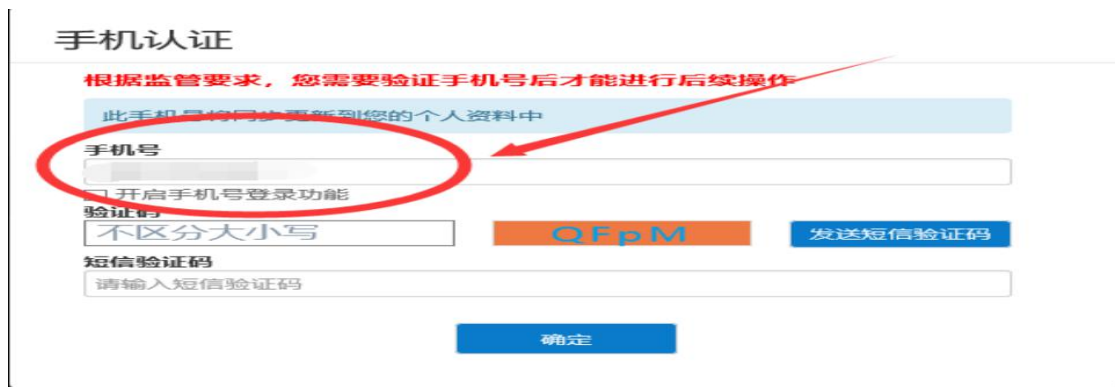 手机认证
根据监管要求，您需要验证手机号后才能进行后续操作
此手机号将同步更新到您的个人资料中
手机号
开启手机号登录功能
验证码
不区分大小写 QFpM 发送短信验证码
短信验证码
请输入短信验证码
确定